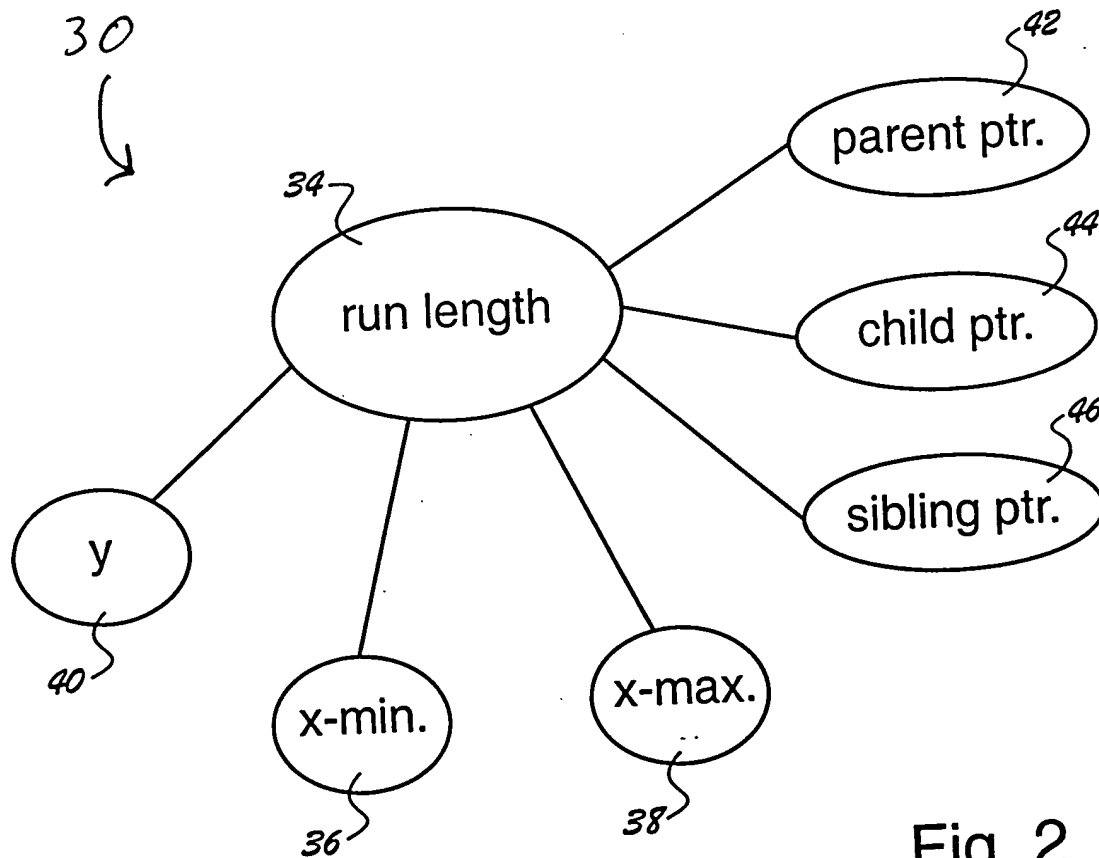 30
42
parent ptr.
34
44
run length
child ptr.
46
sibling ptr.
y
40
x-min.
x-max.
36
38
Fig. 2